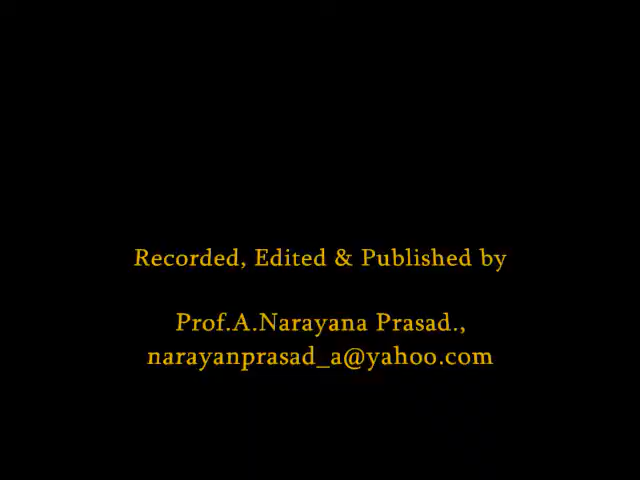 Recorded, Edited & Published by
Prof.A.Narayana Prasad.,
narayanprasad_a@yahoo.com